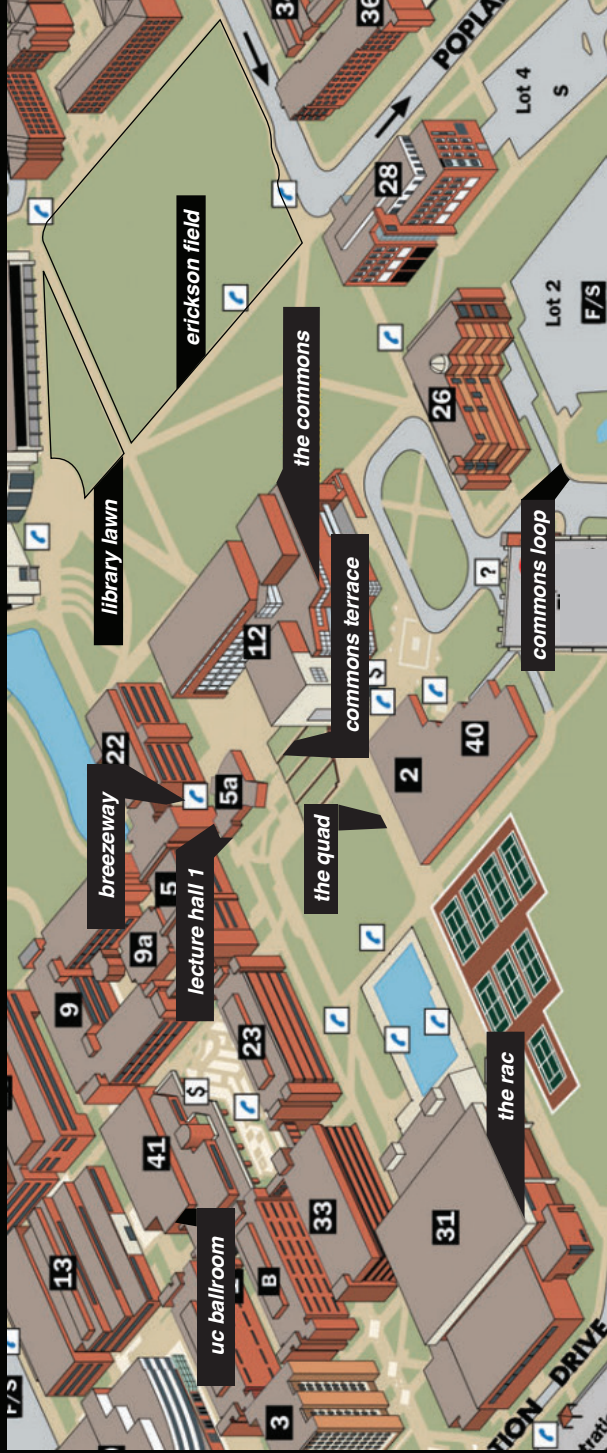 F/S
13
9
breezeway
library lawn
22
9a
41
5
lecture hall 1
erickson field
$
uc ballroom
5a
23
12
B
3
the commons
33
the quad
commons terrace
36
$
28
2
31
26
40
POPLA
?
the rac
Lot 4
S
commons loop
TION DRIVE
Lot 2
F/S